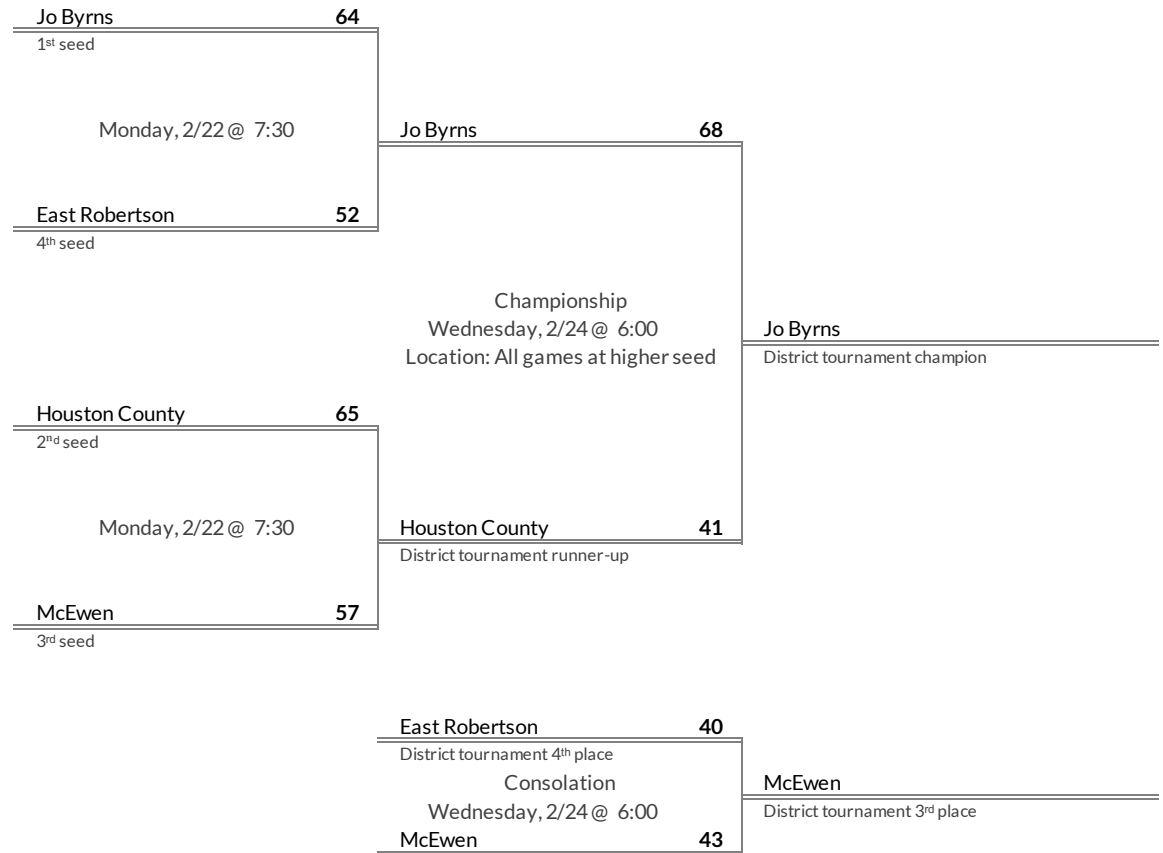 Jo Byrns 64
1st seed
Monday, 2/22 @ 7:30
Jo Byrns 68
East Robertson 52
4th seed
Championship
Wednesday, 2/24 @ 6:00
Location: All games at higher seed
Jo Byrns
District tournament champion
Houston County 65
2nd seed
Monday, 2/22 @ 7:30
Houston County 41
District tournament runner-up
McEwen 57
3rd seed
East Robertson 40
District tournament 4th place
Consolation
Wednesday, 2/24 @ 6:00
McEwen 43
McEwen
District tournament 3rd place